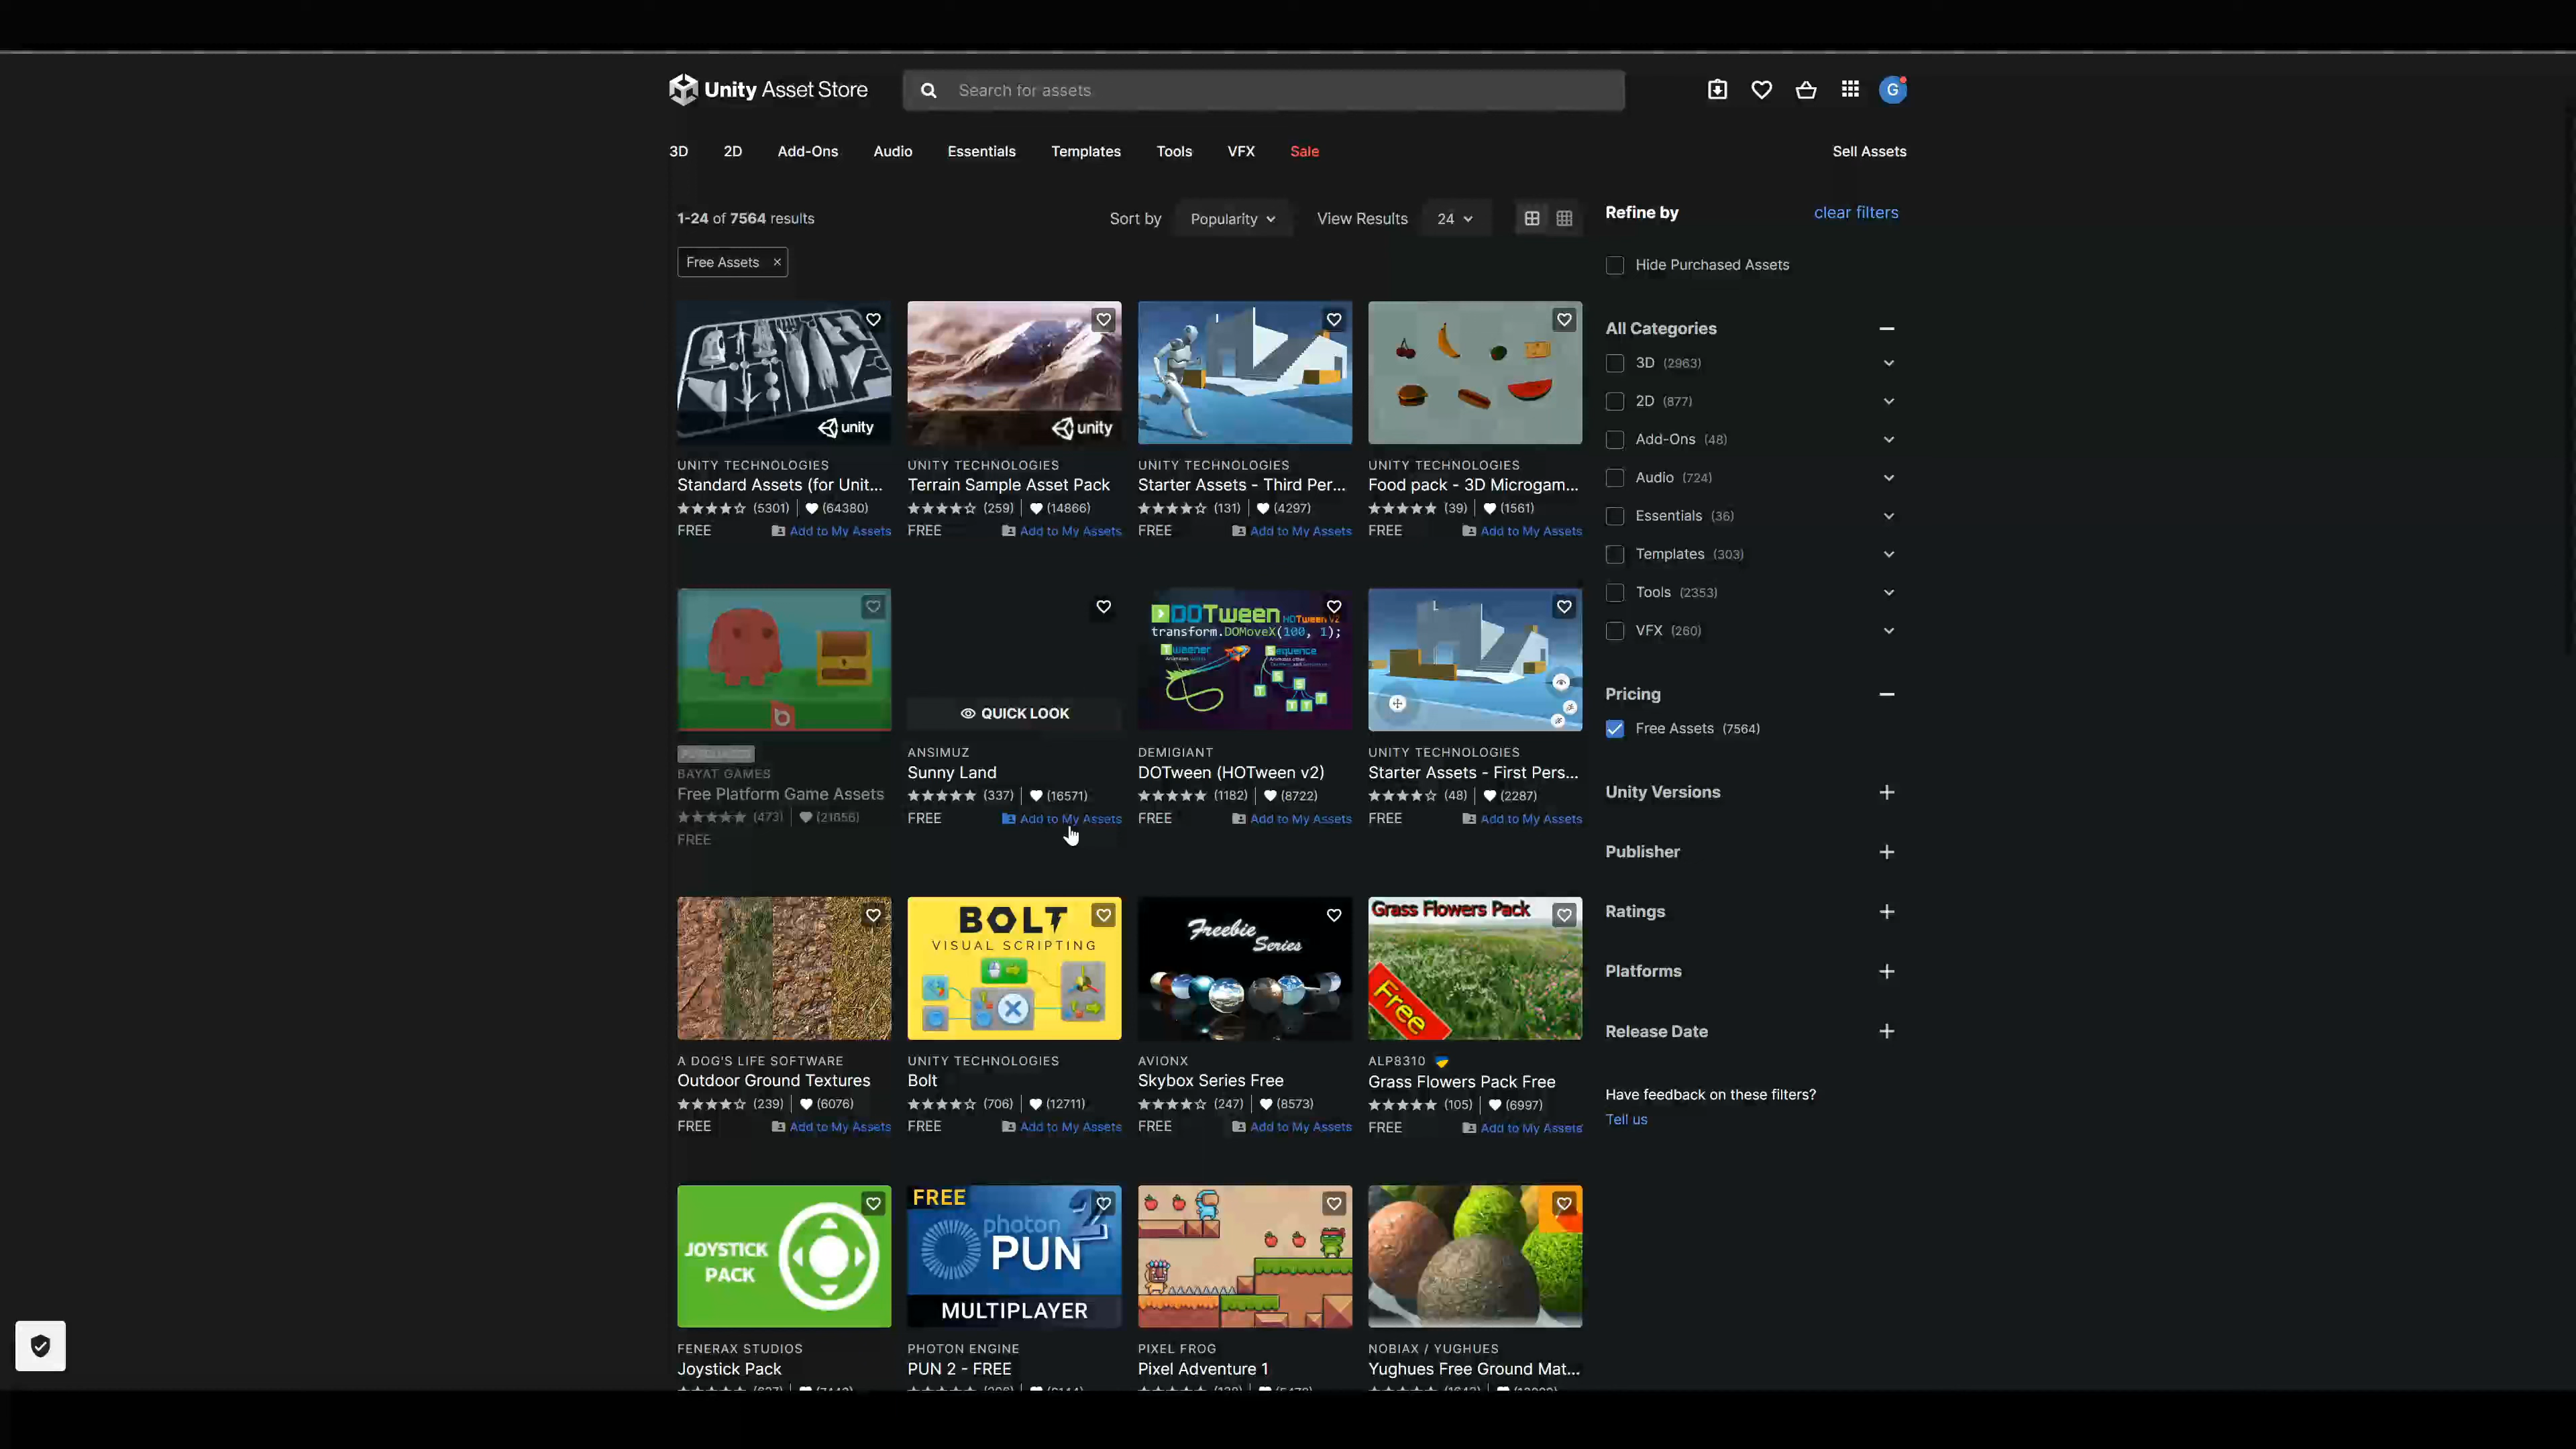 Unity Asset Store
Search for assets
G
3D 2D Add-Ons Audio Essentials Templates Tools VFX Sale Sell Assets
1-24 of 7564 results Sort by Popularity View Results 24
Free Assets ×
unity
UNITY TECHNOLOGIES
Standard Assets (for Unit...
(5301) (64380)
FREE Add to My Assets
unity
UNITY TECHNOLOGIES
Terrain Sample Asset Pack
(259) (14866)
FREE Add to My Assets
UNITY TECHNOLOGIES
Starter Assets - Third Per...
(131) (4297)
FREE Add to My Assets
UNITY TECHNOLOGIES
Food pack - 3D Microgam...
(39) (1561)
FREE Add to My Assets
b
BAYAT GAMES
Free Platform Game Assets
(473) (21656)
FREE
QUICK LOOK
ANSIMUZ
Sunny Land
(337) (16571)
FREE Add to My Assets
DOTween HOTween v2
transform.DOMoveX(100, 1);
Tweener
Sequence
DEMIGIANT
DOTween (HOTween v2)
(1182) (8722)
FREE Add to My Assets
UNITY TECHNOLOGIES
Starter Assets - First Pers...
(48) (2287)
FREE Add to My Assets
A DOG'S LIFE SOFTWARE
Outdoor Ground Textures
(239) (6076)
FREE Add to My Assets
BOLT
VISUAL SCRIPTING
UNITY TECHNOLOGIES
Bolt
(706) (12711)
FREE Add to My Assets
Freebie
Series
AVIONX
Skybox Series Free
(247) (8573)
FREE Add to My Assets
Grass Flowers Pack
Free
ALP8310
Grass Flowers Pack Free
(105) (6997)
FREE Add to My Assets
JOYSTICK
PACK
FENERAX STUDIOS
Joystick Pack
FREE
photon 2
PUN
MULTIPLAYER
PHOTON ENGINE
PUN 2 - FREE
PIXEL FROG
Pixel Adventure 1
NOBIAX / YUGHUES
Yughues Free Ground Mat...
Refine by clear filters
Hide Purchased Assets
All Categories
3D (2963)
2D (877)
Add-Ons (48)
Audio (724)
Essentials (36)
Templates (303)
Tools (2353)
VFX (260)
Pricing
Free Assets (7564)
Unity Versions
Publisher
Ratings
Platforms
Release Date
Have feedback on these filters?
Tell us